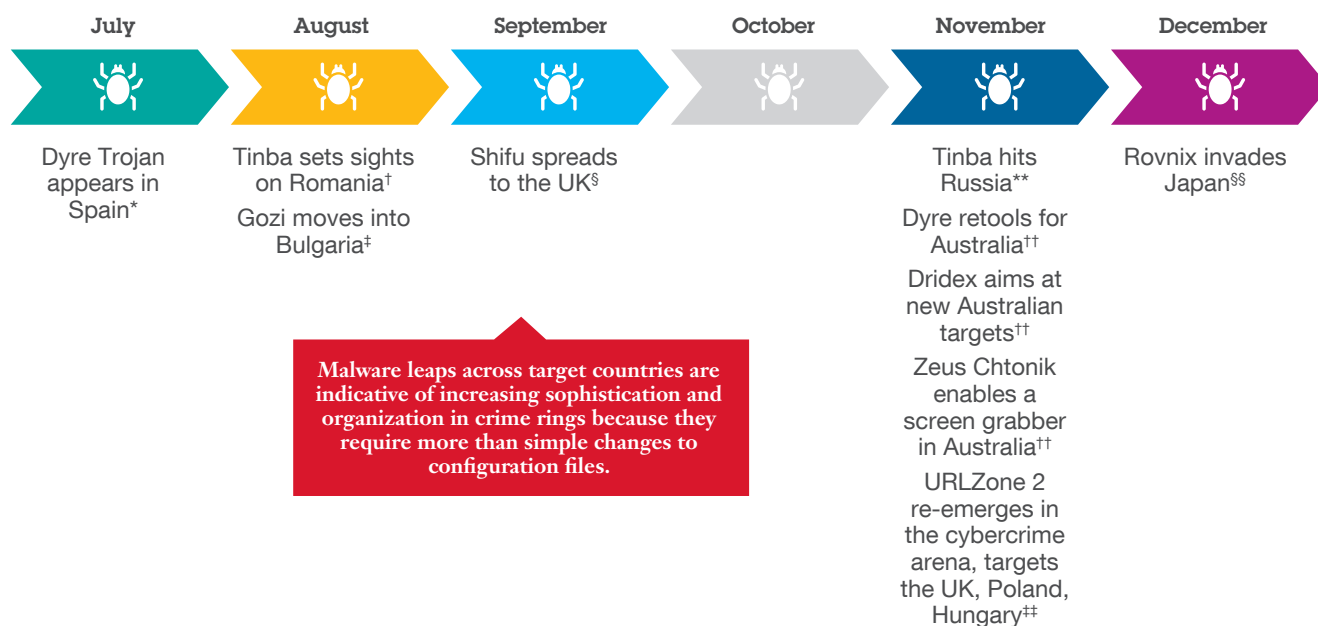 July
August
September
October
November
December
Dyre Trojan
appears in
Spain*
Tinba sets sights
on Romania†
Gozi moves into
Bulgaria‡
Shifu spreads
to the UK§
Tinba hits
Russia**
Dyre retools for
Australia††
Dridex aims at
new Australian
targets††
Zeus Chtonik
enables a
screen grabber
in Australia††
URLZone 2
re-emerges in
the cybercrime
arena, targets
the UK, Poland,
Hungary‡‡
Rovnix invades
Japan§§
Malware leaps across target countries are
indicative of increasing sophistication and
organization in crime rings because they
require more than simple changes to
configuration files.